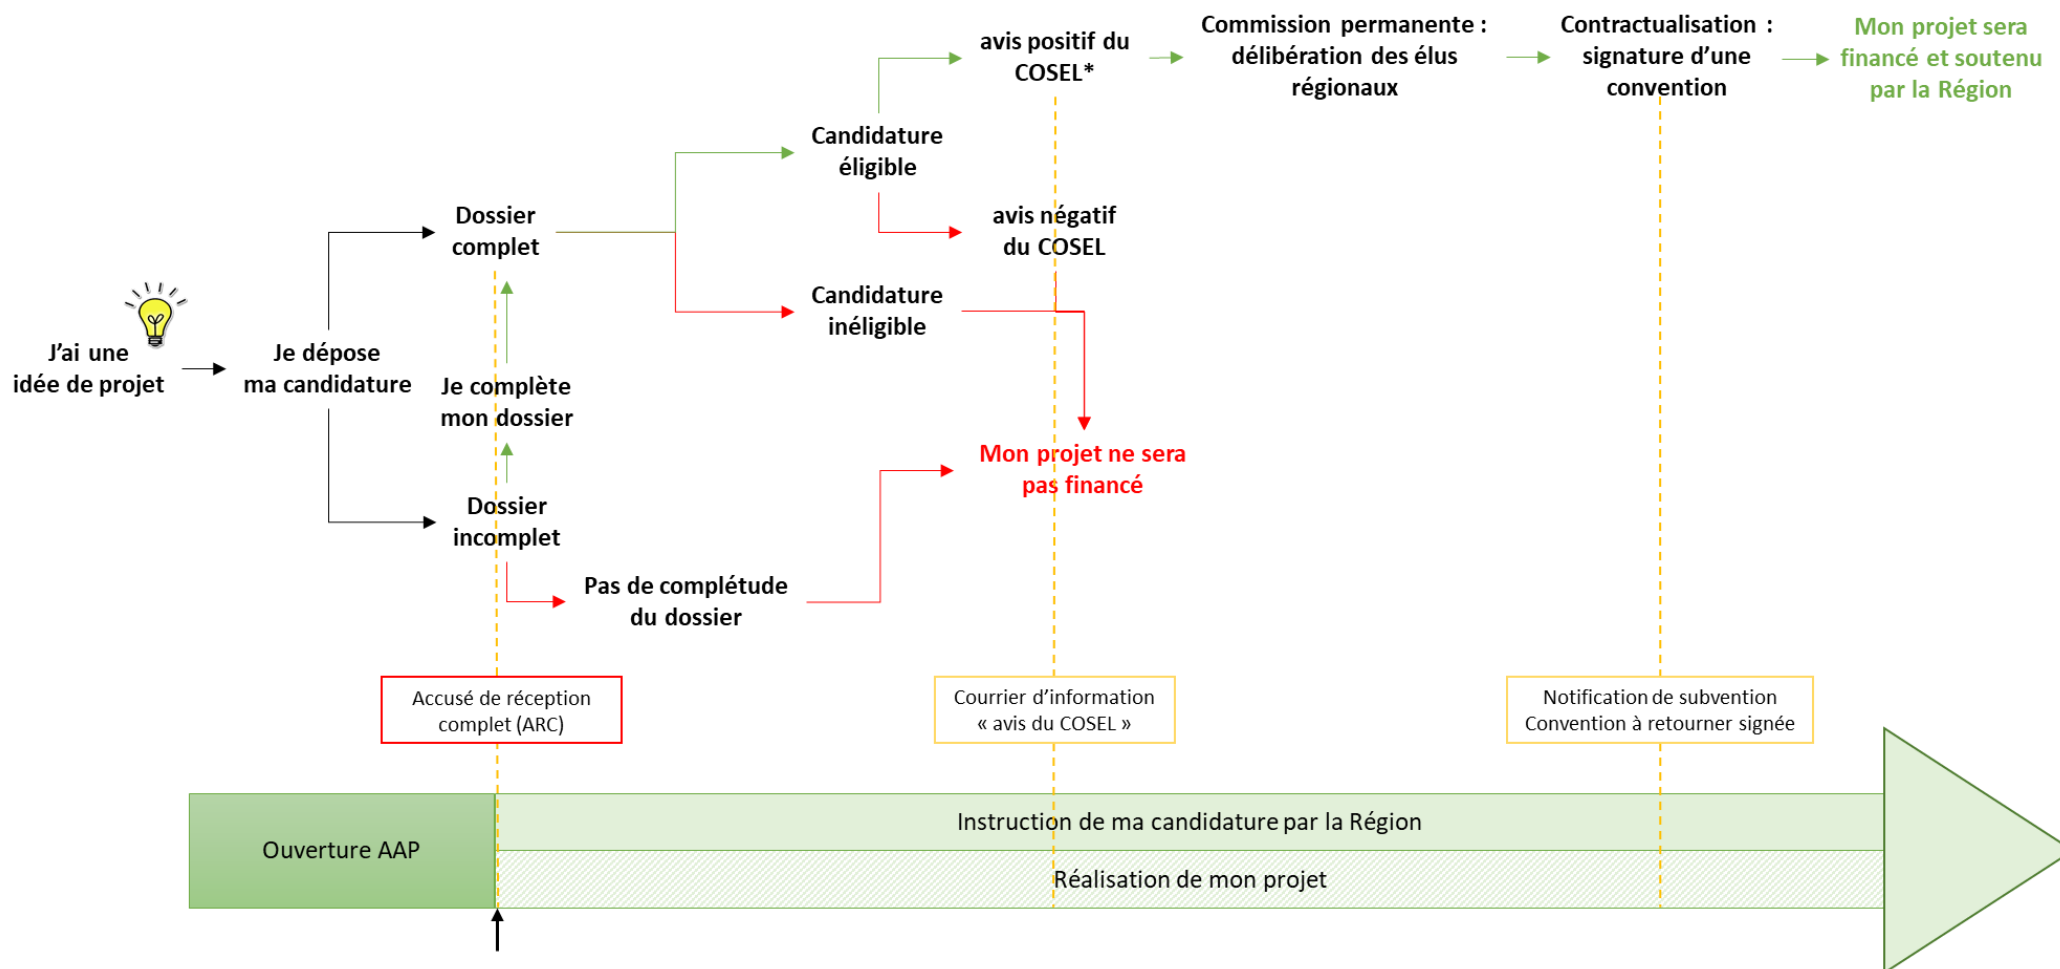 J'ai une
idée de projet
Je dépose
ma candidature
Dossier
complet
Je complète
mon dossier
Dossier
incomplet
Pas de complétude
du dossier
Candidature
éligible
Candidature
inéligible
avis positif du
COSEL*
avis négatif
du COSEL
Mon projet ne sera
pas financé
Commission permanente :
délibération des élus
régionaux
Contractualisation :
signature d'une
convention
Mon projet sera
financé et soutenu
par la Région
Accusé de réception
complet (ARC)
Courrier d'information
« avis du COSEL »
Notification de subvention
Convention à retourner signée
Ouverture AAP
Instruction de ma candidature par la Région
Réalisation de mon projet